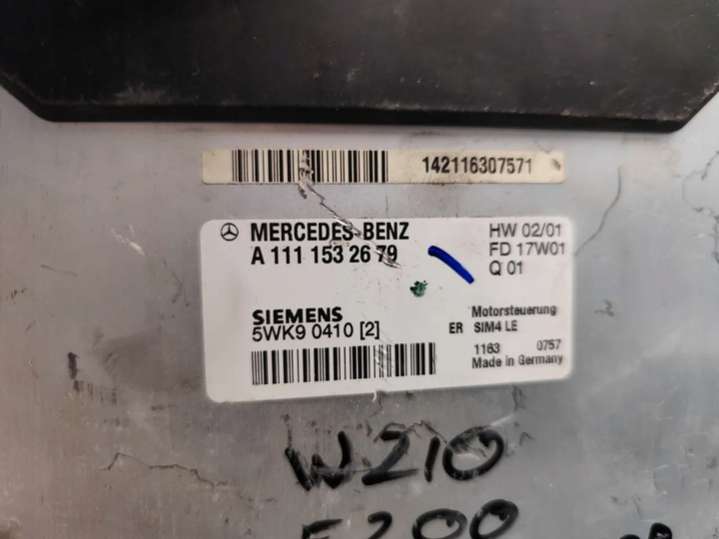 142116307571
MERCEDES-BENZ
A 111 153 26 79
HW 02/01
FD 17W01
Q 01
SIEMENS
5WK9 0410 [2]
Motorsteuerung
ER SIM4 LE
1163 0757
Made in Germany
W210
E200